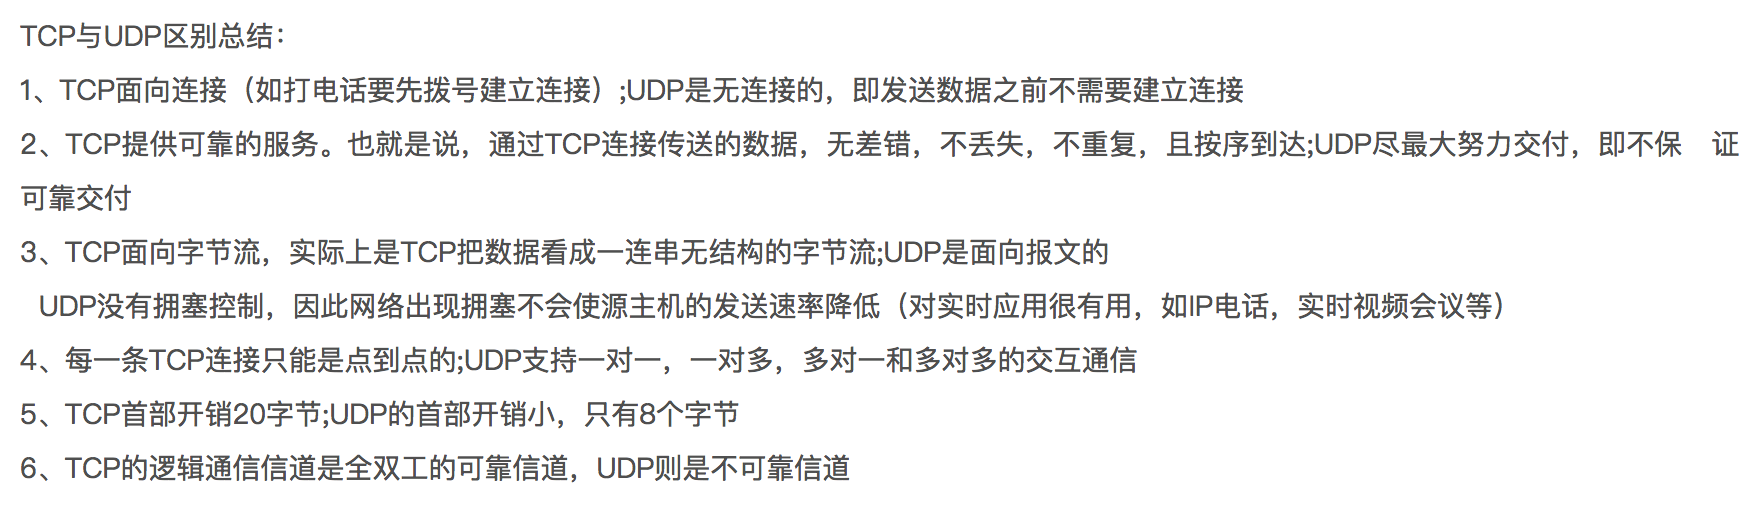 TCP与UDP区别总结：
1、TCP面向连接（如打电话要先拨号建立连接）;UDP是无连接的，即发送数据之前不需要建立连接
2、TCP提供可靠的服务。也就是说，通过TCP连接传送的数据，无差错，不丢失，不重复，且按序到达;UDP尽最大努力交付，即不保　证
可靠交付
3、TCP面向字节流，实际上是TCP把数据看成一连串无结构的字节流;UDP是面向报文的
UDP没有拥塞控制，因此网络出现拥塞不会使源主机的发送速率降低（对实时应用很有用，如IP电话，实时视频会议等）
4、每一条TCP连接只能是点到点的;UDP支持一对一，一对多，多对一和多对多的交互通信
5、TCP首部开销20字节;UDP的首部开销小，只有8个字节
6、TCP的逻辑通信信道是全双工的可靠信道，UDP则是不可靠信道